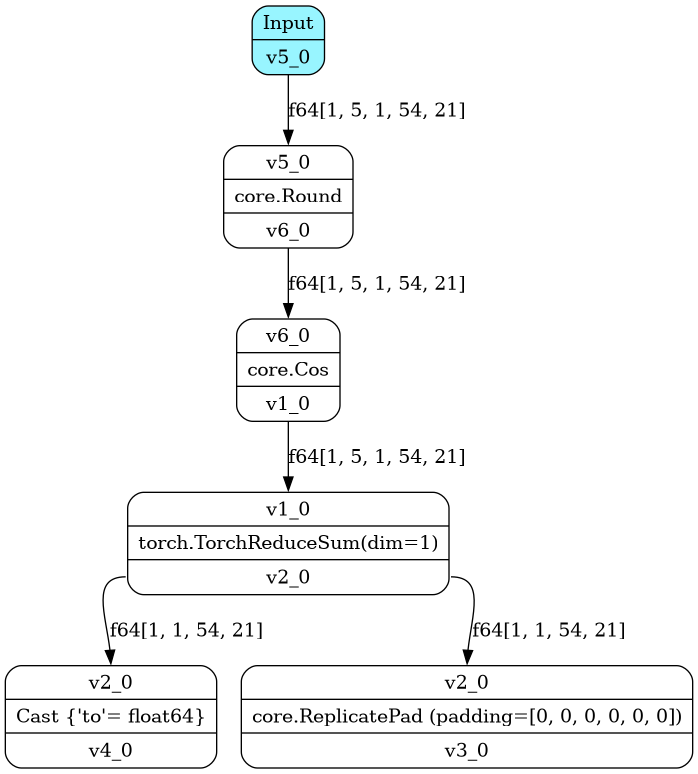 Input
v5_0
f64[1, 5, 1, 54, 21]
v5_0
core.Round
v6_0
f64[1, 5, 1, 54, 21]
v6_0
core.Cos
v1_0
f64[1, 5, 1, 54, 21]
v1_0
torch.TorchReduceSum(dim=1)
v2_0
f64[1, 1, 54, 21]
f64[1, 1, 54, 21]
v2_0
Cast {'to'= float64}
v4_0
v2_0
core.ReplicatePad (padding=[0, 0, 0, 0, 0, 0])
v3_0